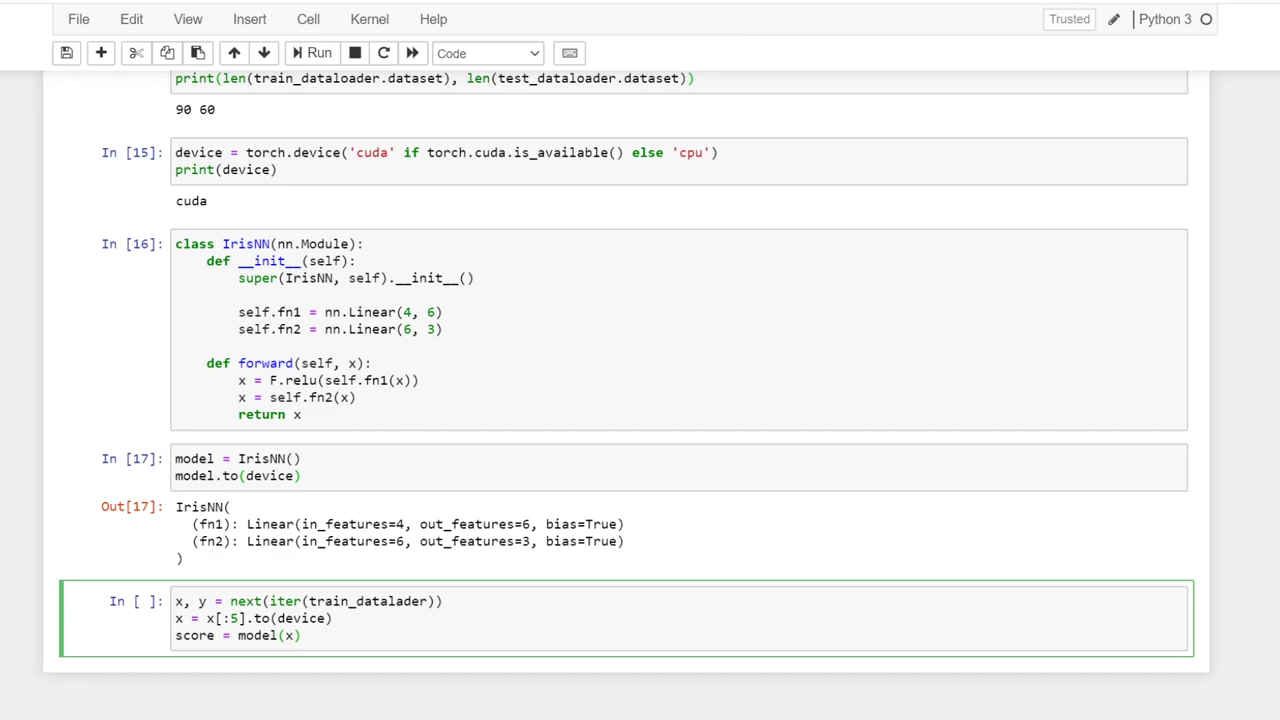 File Edit View Insert Cell Kernel Help Trusted Python 3
Run Code
print(len(train_dataloader.dataset), len(test_dataloader.dataset))
90 60
In [15]: device = torch.device('cuda' if torch.cuda.is_available() else 'cpu')
print(device)
cuda
In [16]: class IrisNN(nn.Module):
def __init__(self):
super(IrisNN, self).__init__()
self.fn1 = nn.Linear(4, 6)
self.fn2 = nn.Linear(6, 3)
def forward(self, x):
x = F.relu(self.fn1(x))
x = self.fn2(x)
return x
In [17]: model = IrisNN()
model.to(device)
Out[17]: IrisNN(
(fn1): Linear(in_features=4, out_features=6, bias=True)
(fn2): Linear(in_features=6, out_features=3, bias=True)
)
In [ ]: x, y = next(iter(train_datalader))
x = x[:5].to(device)
score = model(x)